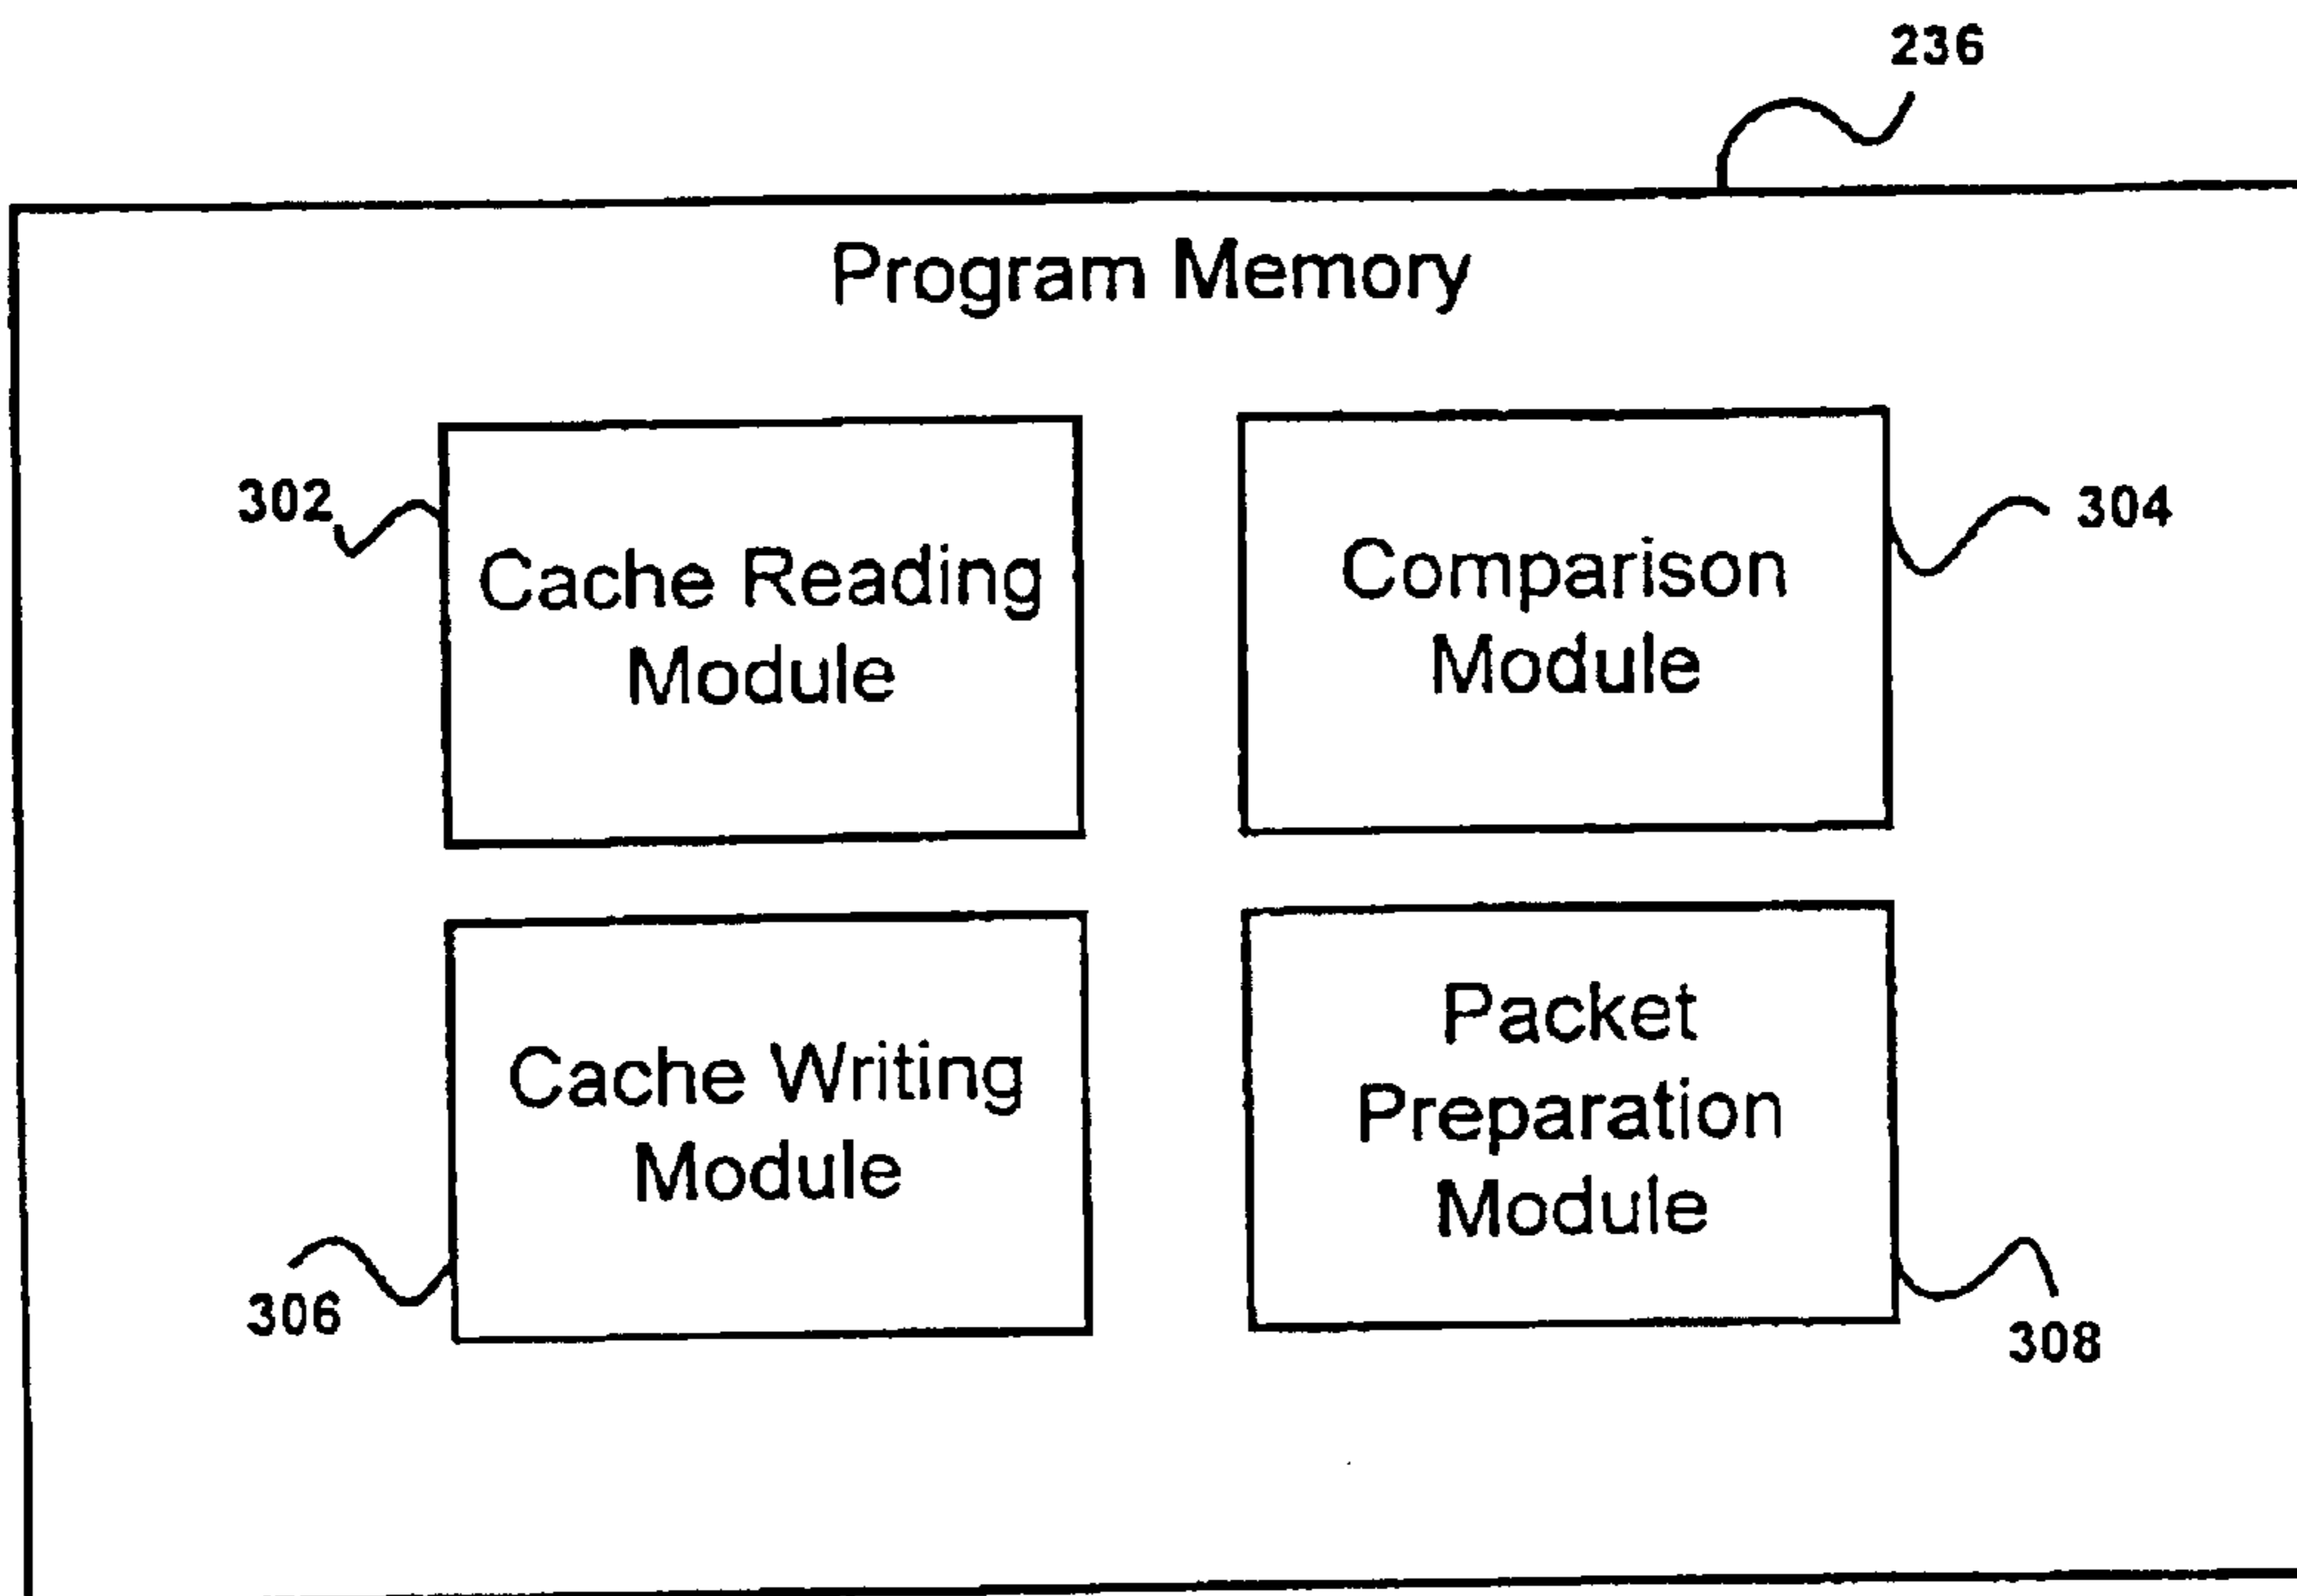 236
Program Memory
302
Cache Reading
Module
Comparison
Module
304
Cache Writing
Module
306
Packet
Preparation
Module
308